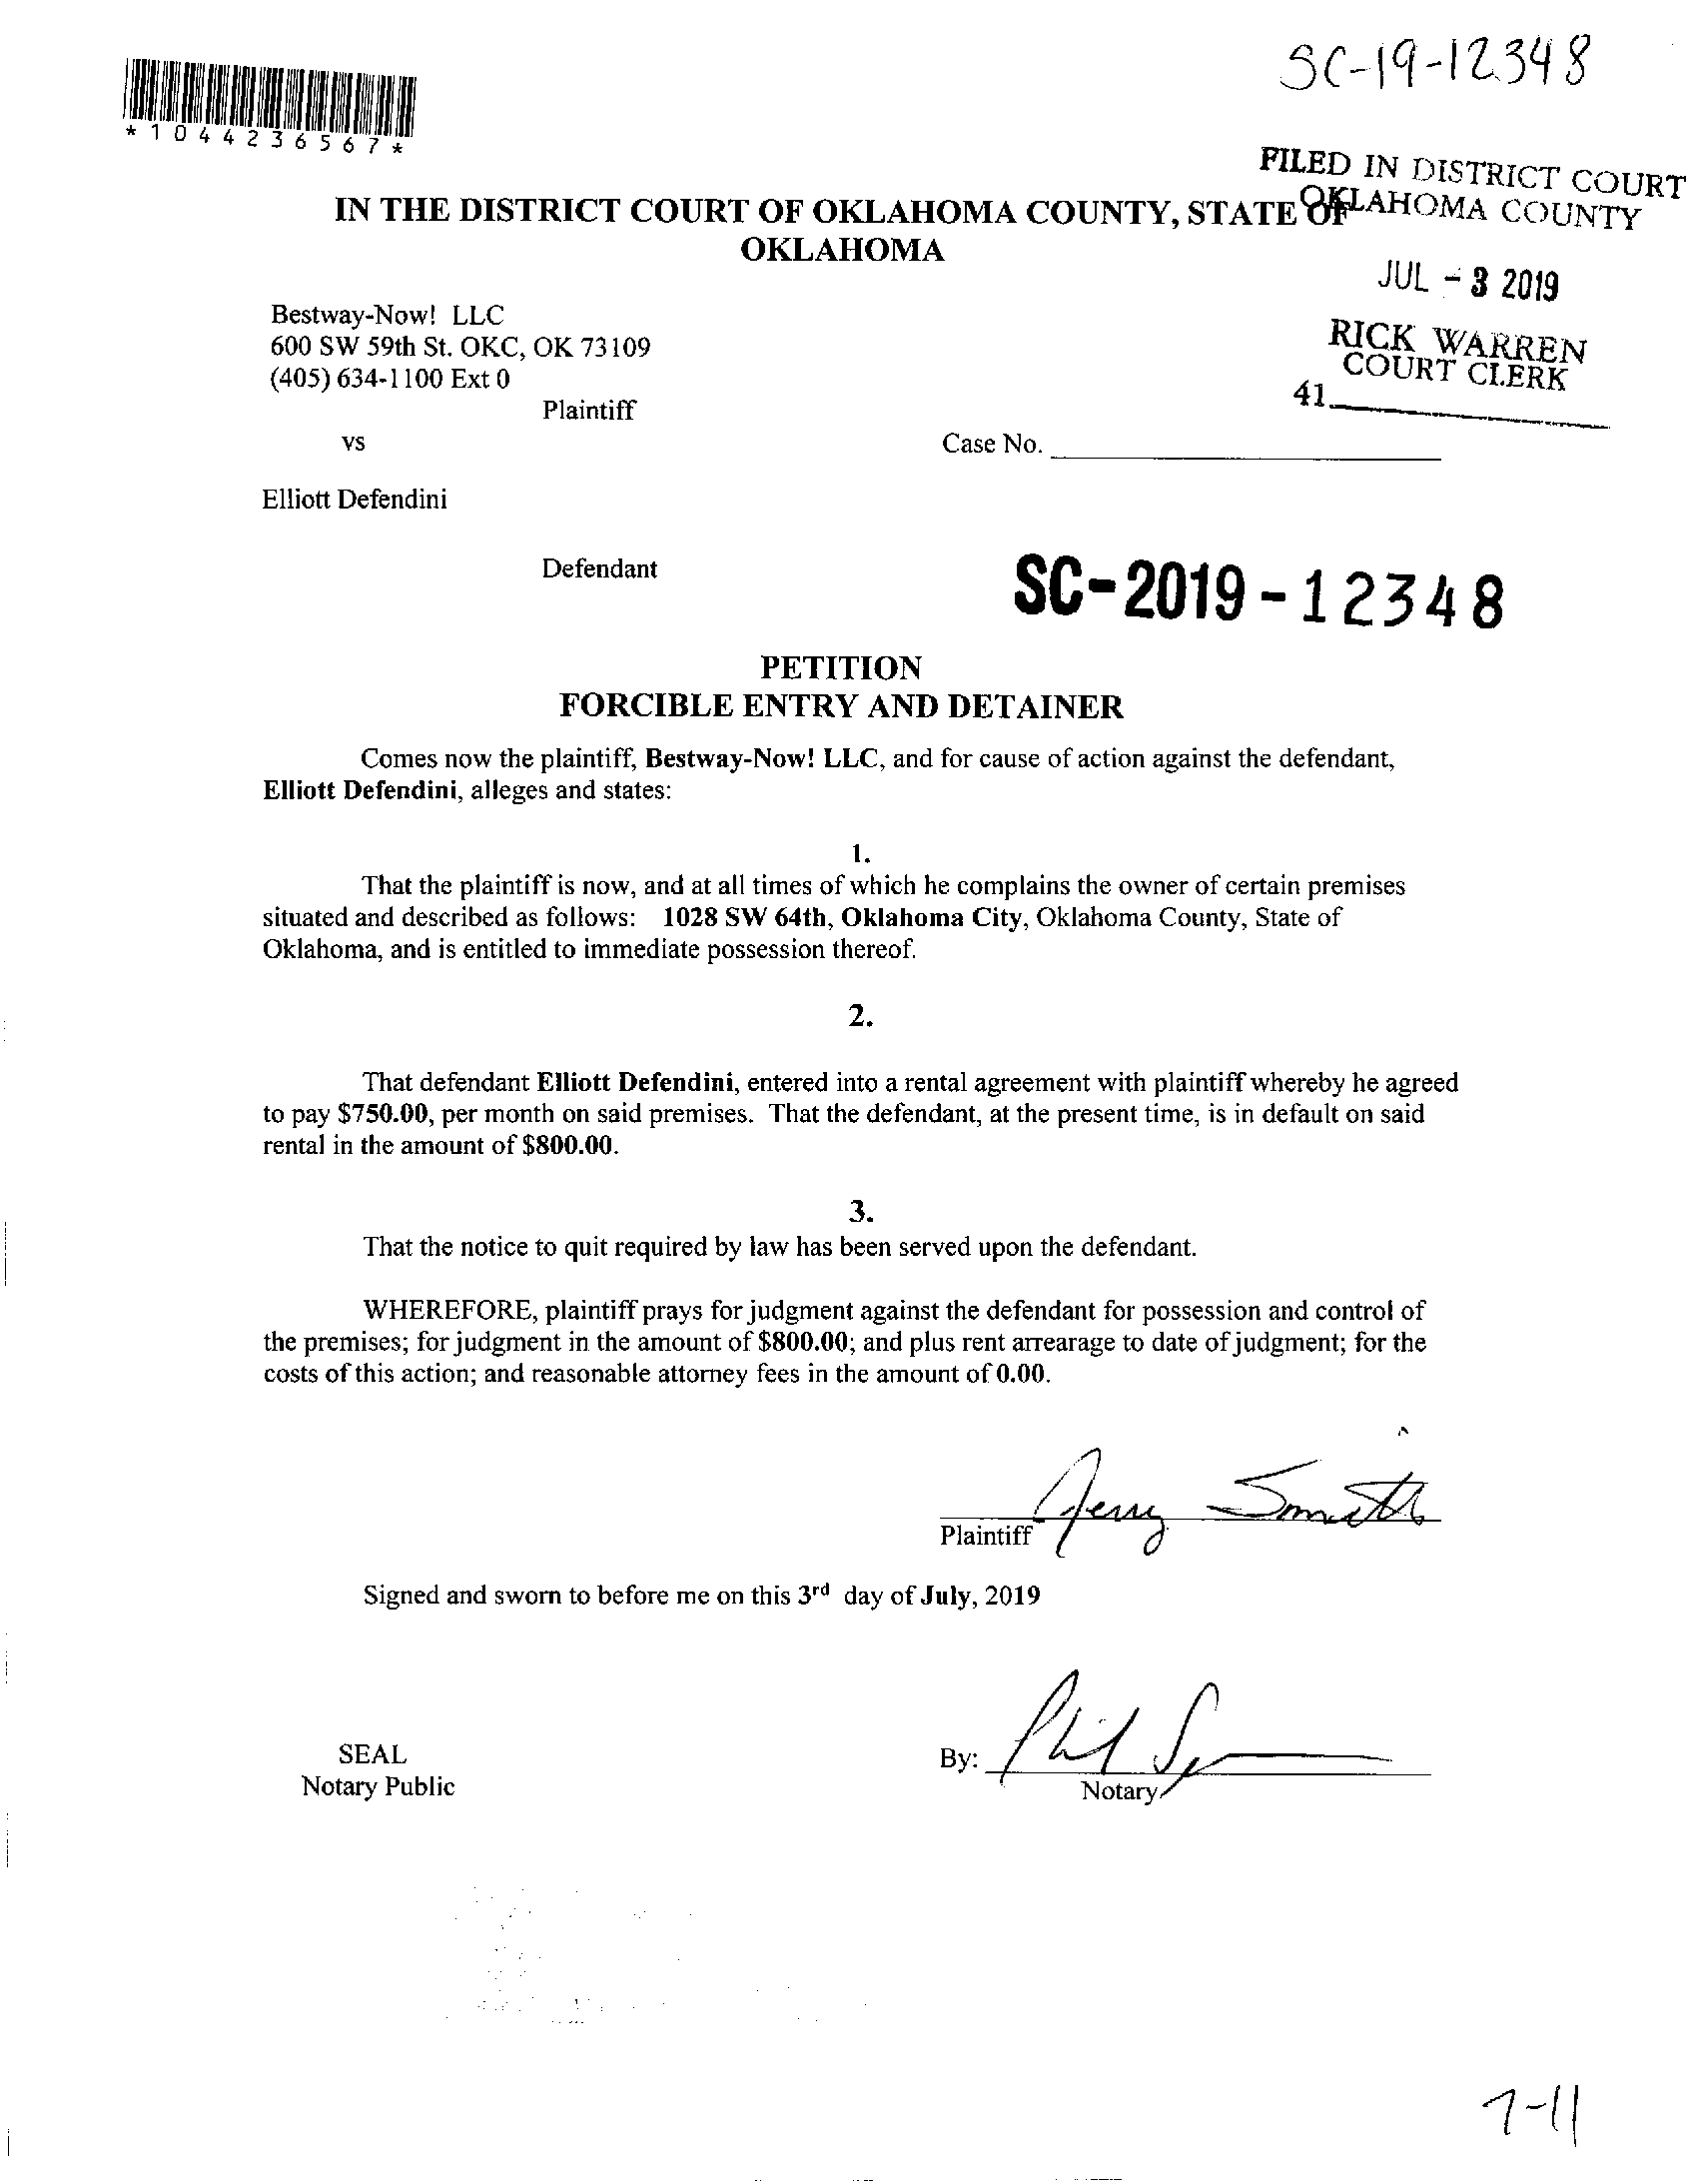 SC-19-12348
*1044236567*
FILED IN DISTRICT COURT
OKLAHOMA COUNTY
IN THE DISTRICT COURT OF OKLAHOMA COUNTY, STATE OF
OKLAHOMA
JUL - 3 2019
RICK WARREN
COURT CLERK
41
Bestway-Now! LLC
600 SW 59th St. OKC, OK 73109
(405) 634-1100 Ext 0
Plaintiff
vs
Case No.
Elliott Defendini
Defendant
SC-2019-12348
PETITION
FORCIBLE ENTRY AND DETAINER
Comes now the plaintiff, Bestway-Now! LLC, and for cause of action against the defendant,
Elliott Defendini, alleges and states:
1.
That the plaintiff is now, and at all times of which he complains the owner of certain premises
situated and described as follows: 1028 SW 64th, Oklahoma City, Oklahoma County, State of
Oklahoma, and is entitled to immediate possession thereof.
2.
That defendant Elliott Defendini, entered into a rental agreement with plaintiff whereby he agreed
to pay $750.00, per month on said premises. That the defendant, at the present time, is in default on said
rental in the amount of $800.00.
3.
That the notice to quit required by law has been served upon the defendant.
WHEREFORE, plaintiff prays for judgment against the defendant for possession and control of
the premises; for judgment in the amount of $800.00; and plus rent arrearage to date of judgment; for the
costs of this action; and reasonable attorney fees in the amount of 0.00.
Jerry Smith
Plaintiff
Signed and sworn to before me on this 3rd day of July, 2019
SEAL
Notary Public
By: Phil
Notary
7-11